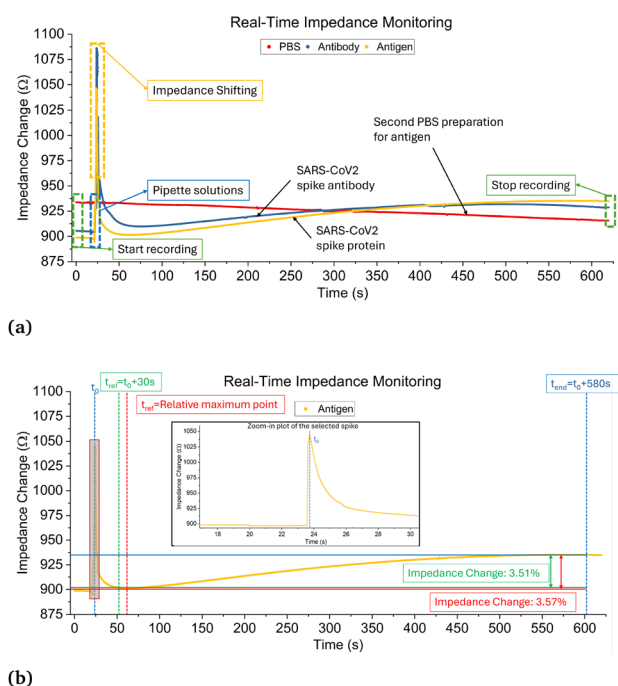 Real-Time Impedance Monitoring
PBS Antibody Antigen
Impedance Change (Ω)
1100
1075
1050
1025
1000
975
950
925
900
875
Impedance Shifting
Pipette solutions
Start recording
SARS-CoV2
spike antibody
SARS-CoV2
spike protein
Second PBS preparation
for antigen
Stop recording
0 50 100 150 200 250 300 350 400 450 500 550 600
Time (s)
(a)
t0
tref=t0+30s
tend=t0+580s
Real-Time Impedance Monitoring
tref=Relative maximum point
Antigen
Impedance Change (Ω)
1100
1075
1050
1025
1000
975
950
925
900
875
Zoom-in plot of the selected spike
t0
Impedance Change (Ω)
1050
1025
1000
975
950
925
900
18 20 22 24 26 28 30
Time (s)
Impedance Change: 3.51%
Impedance Change: 3.57%
0 50 100 150 200 250 300 350 400 450 500 550 600
Time (s)
(b)